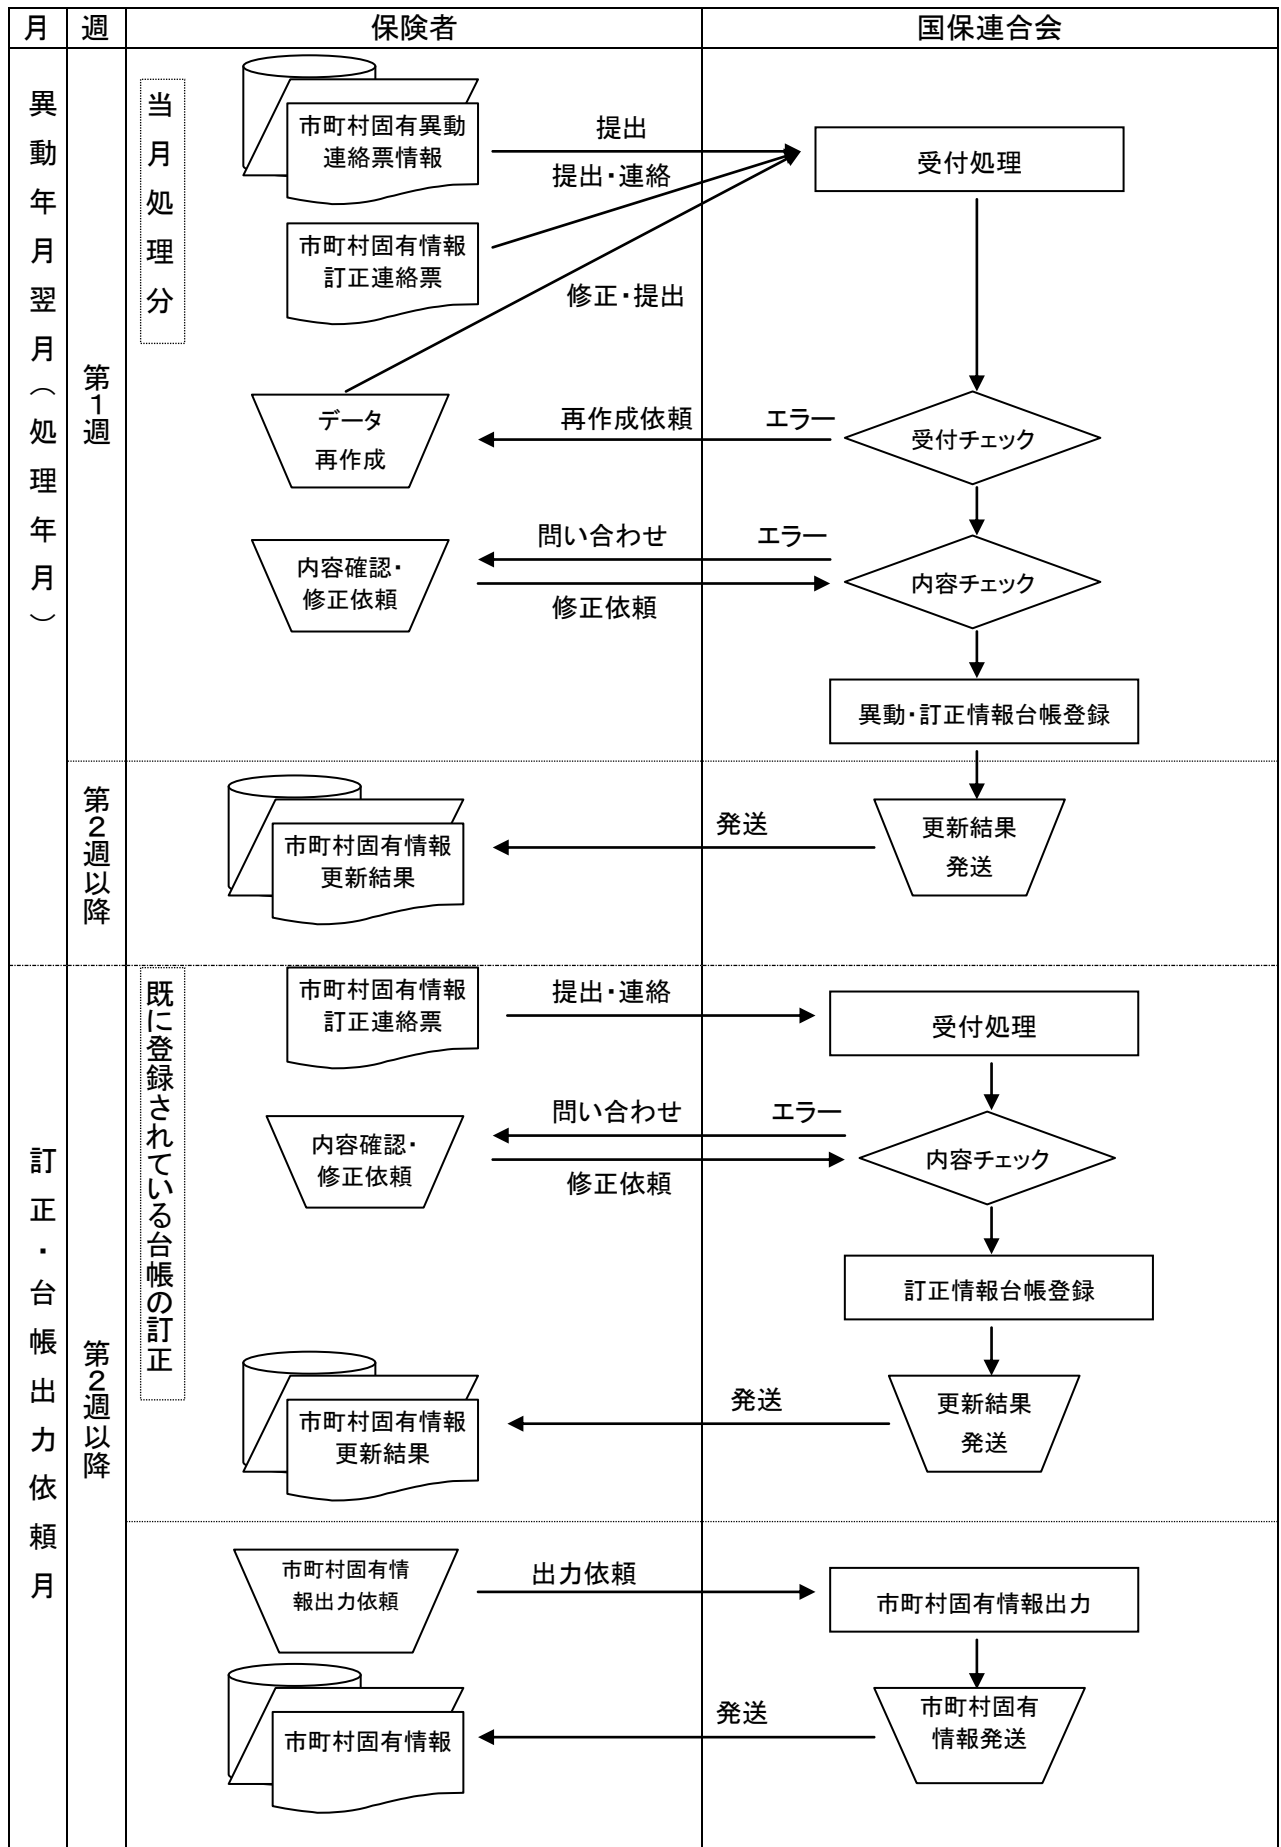 月
週
保険者
国保連合会
異動年月翌月（処理年月）
第１週
当月処理分
市町村固有異動
連絡票情報
提出
受付処理
提出・連絡
市町村固有情報
訂正連絡票
修正・提出
データ
再作成
再作成依頼
エラー
受付チェック
内容確認・
修正依頼
問い合わせ
エラー
修正依頼
内容チェック
異動・訂正情報台帳登録
第２週以降
市町村固有情報
更新結果
発送
更新結果
発送
訂正・台帳出力依頼月
第２週以降
既に登録されている台帳の訂正
市町村固有情報
訂正連絡票
提出・連絡
受付処理
内容確認・
修正依頼
問い合わせ
エラー
修正依頼
内容チェック
訂正情報台帳登録
市町村固有情報
更新結果
発送
更新結果
発送
市町村固有情
報出力依頼
出力依頼
市町村固有情報出力
市町村固有情報
発送
市町村固有
情報発送